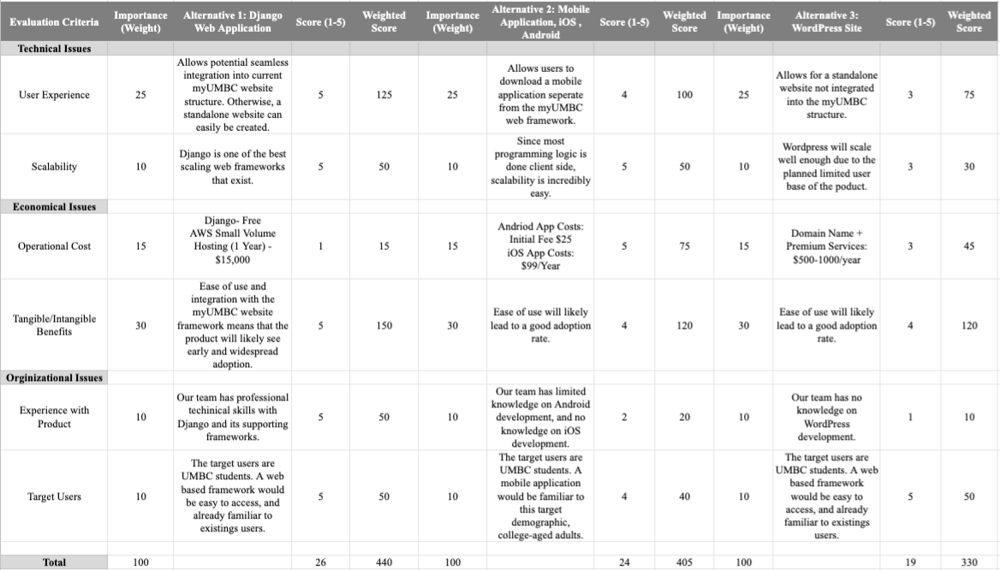 Evaluation Criteria
Importance
(Weight)
Alternative 1: Django
Web Application
Score (1-5)
Weighted
Score
Importance
(Weight)
Alternative 2: Mobile
Application, iOS ,
Android
Score (1-5)
Weighted
Score
Importance
(Weight)
Alternative 3:
WordPress Site
Score (1-5)
Weighted
Score
Technical Issues
User Experience
25
Allows potential seamless
integration into current
myUMBC website
structure. Otherwise, a
standalone website can
easily be created.
5
125
25
Allows users to
download a mobile
application seperate
from the myUMBC
web framework.
4
100
25
Allows for a standalone
website not integrated
into the myUMBC
structure.
3
75
Scalability
10
Django is one of the best
scaling web frameworks
that exist.
5
50
10
Since most
programming logic is
done client side,
scalability is incredibly
easy.
5
50
10
Wordpress will scale
well enough due to the
planned limited user
base of the poduct.
3
30
Economical Issues
Operational Cost
15
Django- Free
AWS Small Volume
Hosting (1 Year) -
$15,000
1
15
15
Andriod App Costs:
Initial Fee $25
iOS App Costs:
$99/Year
5
75
15
Domain Name +
Premium Services:
$500-1000/year
3
45
Tangible/Intangible
Benefits
30
Ease of use and
integration with the
myUMBC website
framework means that the
product will likely see
early and widespread
adoption.
5
150
30
Ease of use will likely
lead to a good adoption
rate.
4
120
30
Ease of use will likely
lead to a good adoption
rate.
4
120
Orginizational Issues
Experience with
Product
10
Our team has professional
techinical skills with
Django and its supporting
frameworks.
5
50
10
Our team has limited
knowledge on Android
development, and no
knowledge on iOS
development.
2
20
10
Our team has no
knowledge on
WordPress
development.
1
10
Target Users
10
The target users are
UMBC students. A web
based framework would
be easy to access, and
already familiar to
existings users.
5
50
10
The target users are
UMBC students. A
mobile application
would be familiar to
this target
demographic,
college-aged adults.
4
40
10
The target users are
UMBC students. A web
based framework
would be easy to
access, and already
familiar to existings
users.
5
50
Total
100
26
440
100
24
405
100
19
330